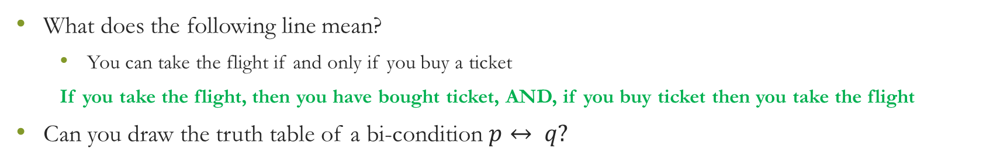 • What does the following line mean?
• You can take the flight if and only if you buy a ticket
If you take the flight, then you have bought ticket, AND, if you buy ticket then you take the flight
• Can you draw the truth table of a bi-condition p ↔ q?